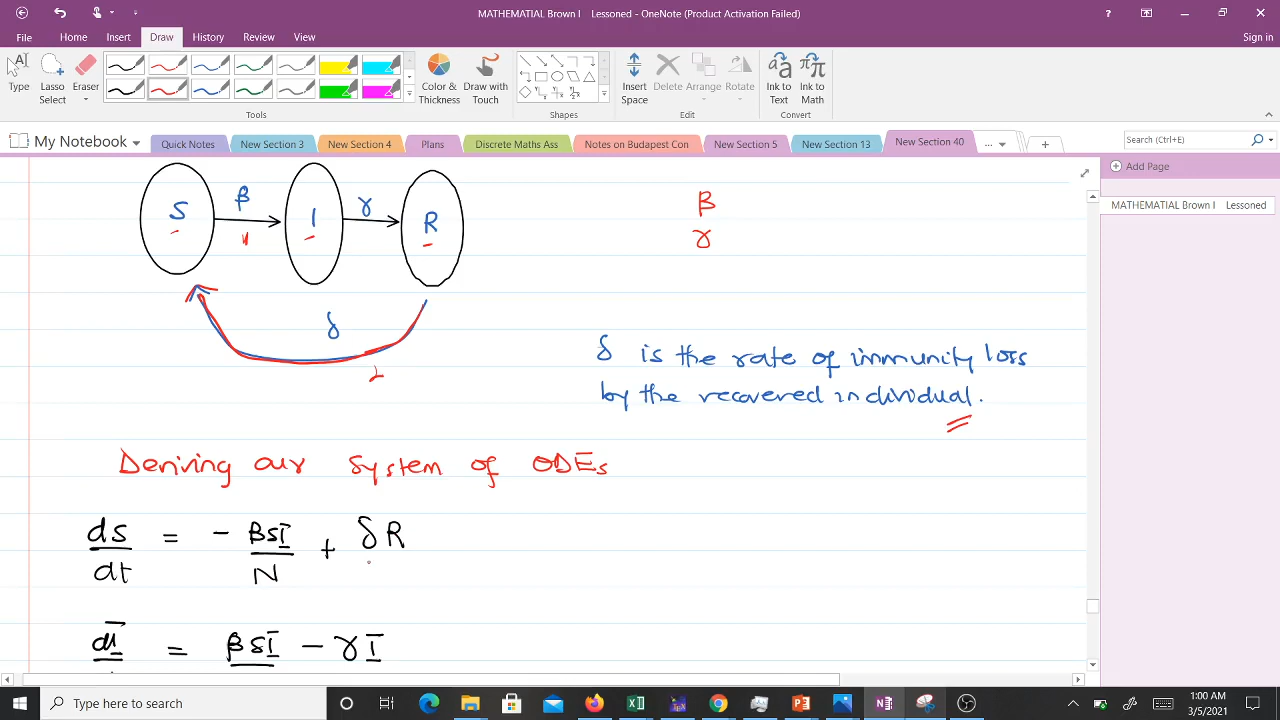 MATHEMATIAL Brown I Lessoned - OneNote (Product Activation Failed)
?
File Home Insert Draw History Review View
Sign in
Type
Lasso Select
Eraser
Color & Thickness
Draw with Touch
Insert Space
Delete
Arrange
Rotate
Ink to Text
Ink to Math
Tools
Shapes
Edit
Convert
My Notebook
Quick Notes
New Section 3
New Section 4
Plans
Discrete Maths Ass
Notes on Budapest Con
New Section 5
New Section 13
New Section 40
...
Search (Ctrl+E)
Add Page
MATHEMATIAL Brown I Lessoned
S β I γ R
δ
β
γ
δ is the rate of immunity loss
by the recovered individual.
Deriving our system of ODEs
dS/dt = - βSI/N + δR
dI = βSI - γI
Type here to search
1:00 AM
3/5/2021